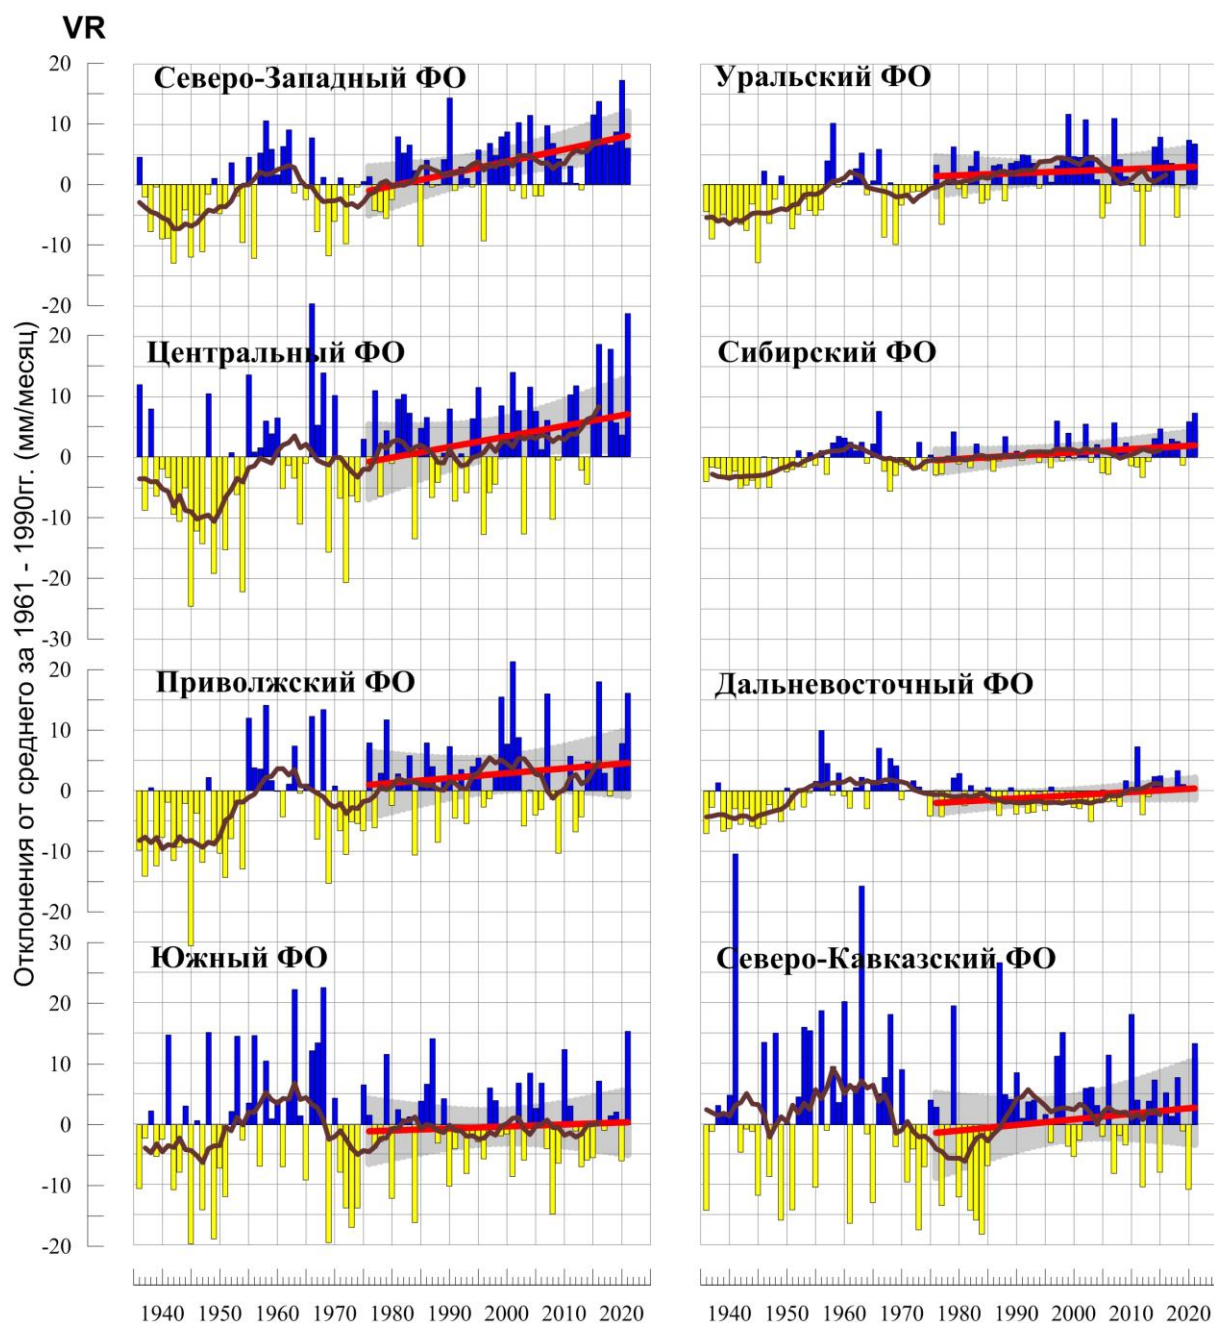 VR
Отклонения от среднего за 1961 - 1990гг. (мм/месяц)
Северо-Западный ФО
Уральский ФО
20
10
0
-10
-20
Центральный ФО
Сибирский ФО
20
10
0
-10
-20
-30
Приволжский ФО
Дальневосточный ФО
20
10
0
-10
-20
Южный ФО
Северо-Кавказский ФО
30
20
10
0
-10
-20
1940 1950 1960 1970 1980 1990 2000 2010 2020
1940 1950 1960 1970 1980 1990 2000 2010 2020